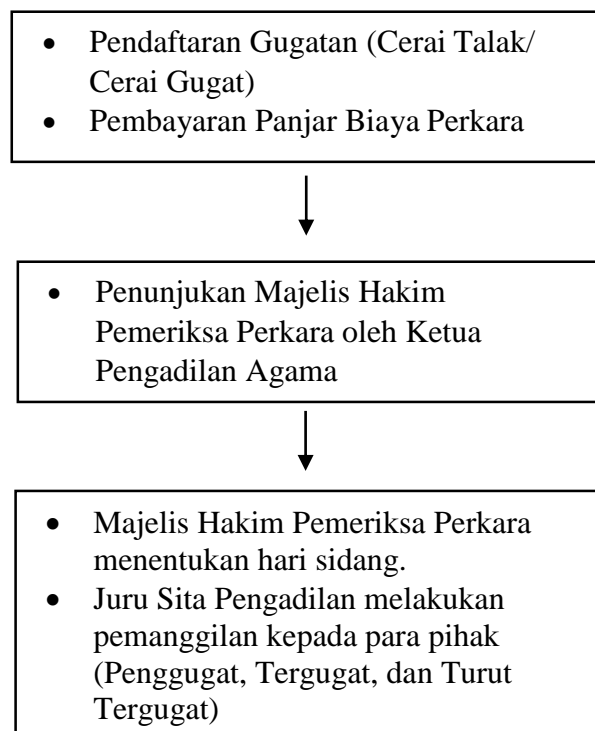 • Pendaftaran Gugatan (Cerai Talak/
Cerai Gugat)
• Pembayaran Panjar Biaya Perkara
• Penunjukan Majelis Hakim
Pemeriksa Perkara oleh Ketua
Pengadilan Agama
• Majelis Hakim Pemeriksa Perkara
menentukan hari sidang.
• Juru Sita Pengadilan melakukan
pemanggilan kepada para pihak
(Penggugat, Tergugat, dan Turut
Tergugat)